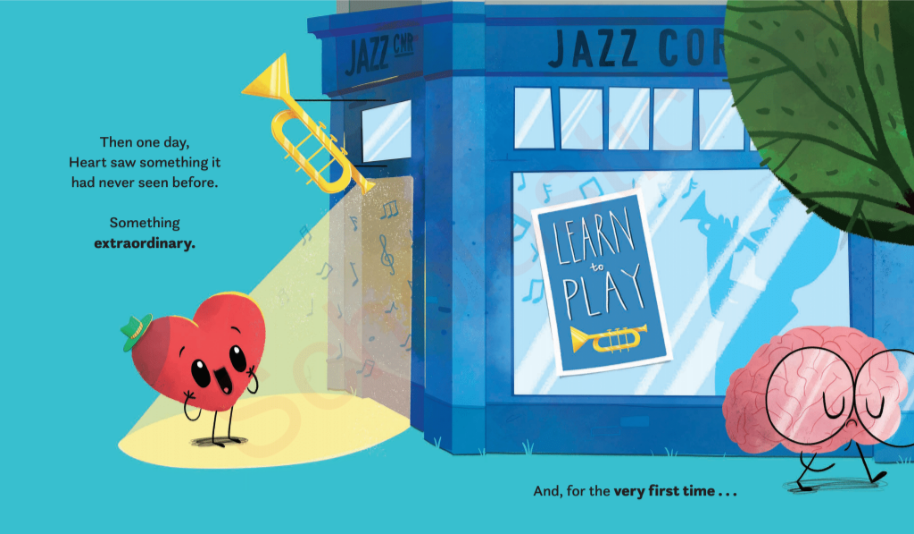 Then one day,
Heart saw something it
had never seen before.
Something
extraordinary.
JAZZ CNR
JAZZ COR
LEARN
to
PLAY
And, for the very first time . . .